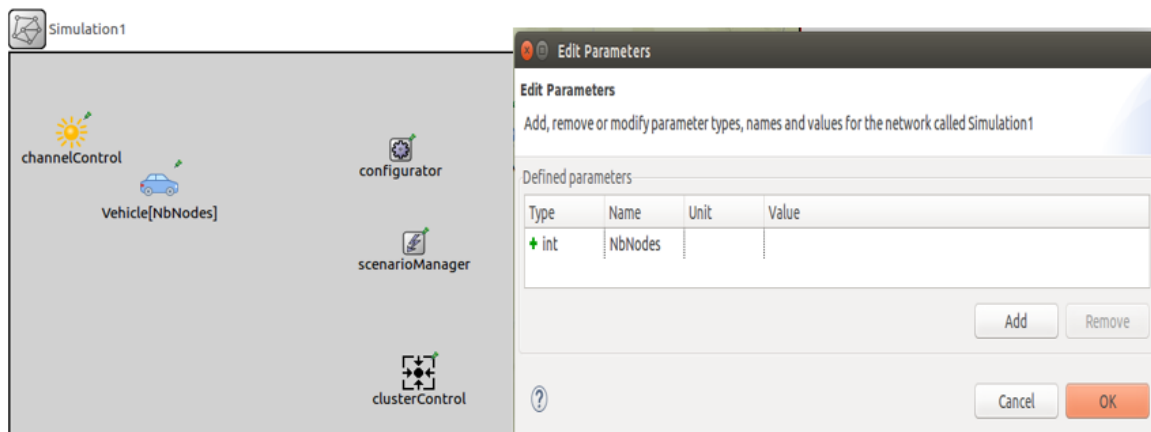 Simulation1
channelControl
Vehicle[NbNodes]
configurator
scenarioManager
clusterControl
Edit Parameters
Edit Parameters
Add, remove or modify parameter types, names and values for the network called Simulation1
Defined parameters
Type Name Unit Value
int NbNodes
Add Remove
? Cancel OK